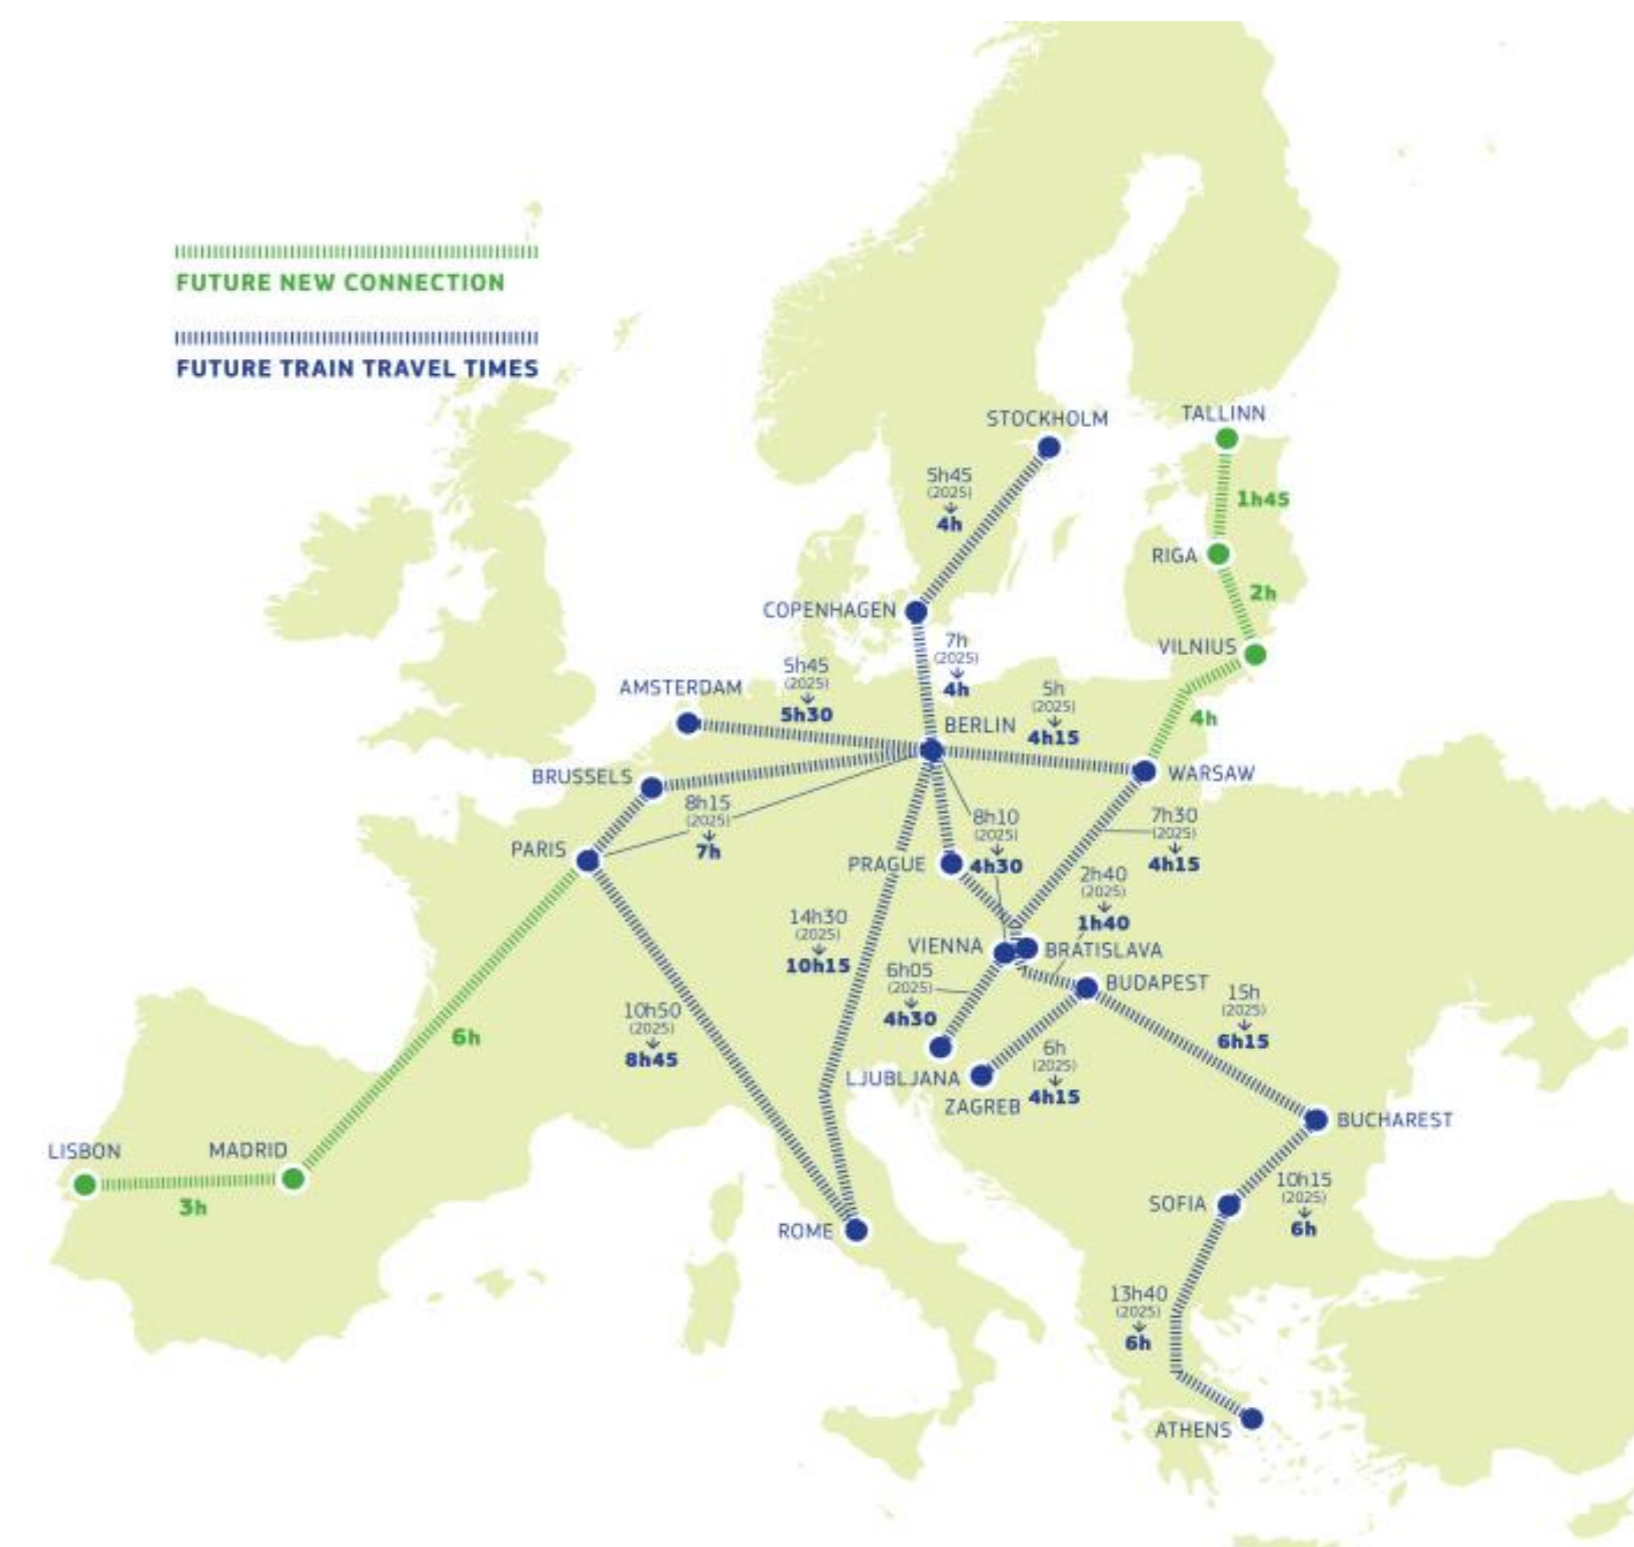 FUTURE NEW CONNECTION
FUTURE TRAIN TRAVEL TIMES
STOCKHOLM
TALLINN
5h45
(2025)
4h
1h45
RIGA
2h
COPENHAGEN
VILNIUS
7h
(2025)
4h
5h45
(2025)
5h30
AMSTERDAM
5h
(2025)
4h15
4h
BERLIN
BRUSSELS
WARSAW
8h15
(2025)
7h
PARIS
8h10
(2025)
4h30
7h30
(2025)
4h15
PRAGUE
2h40
(2025)
1h40
14h30
(2025)
10h15
VIENNA
BRATISLAVA
6h05
(2025)
4h30
BUDAPEST
15h
(2025)
6h15
10h50
(2025)
8h45
6h
6h
(2025)
4h15
LJUBLJANA
ZAGREB
BUCHAREST
LISBON
MADRID
3h
10h15
(2025)
6h
SOFIA
ROME
13h40
(2025)
6h
ATHENS